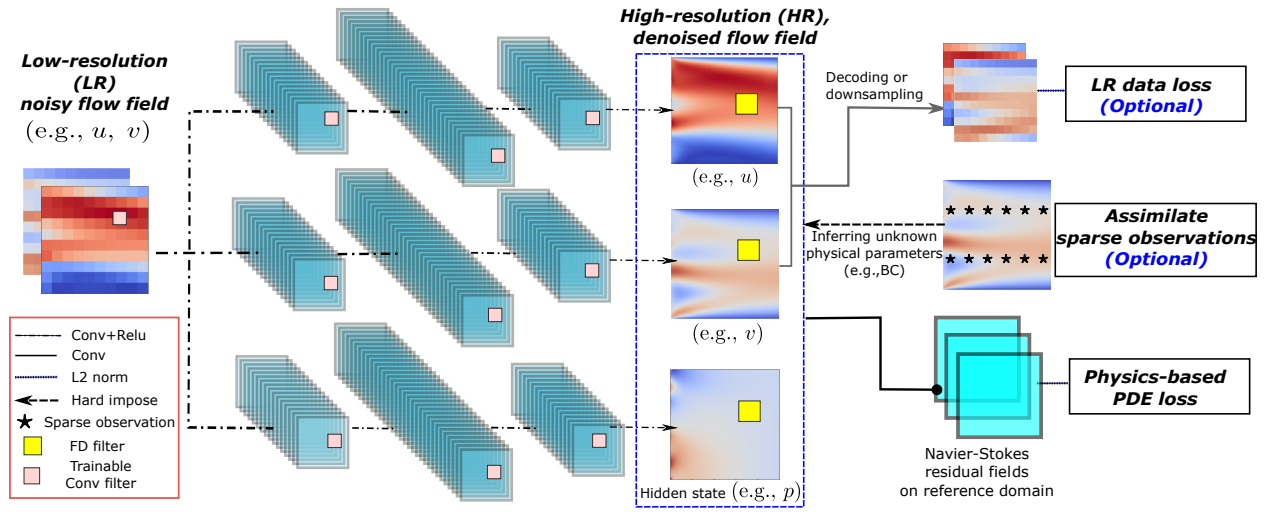 Low-resolution
(LR)
noisy flow field
(e.g., u, v)
Conv+Relu
Conv
L2 norm
Hard impose
Sparse observation
FD filter
Trainable
Conv filter
High-resolution (HR),
denoised flow field
(e.g., u)
(e.g., v)
Hidden state (e.g., p)
Decoding or
downsampling
Inferring unknown
physical parameters
(e.g.,BC)
Navier-Stokes
residual fields
on reference domain
LR data loss
(Optional)
Assimilate
sparse observations
(Optional)
Physics-based
PDE loss